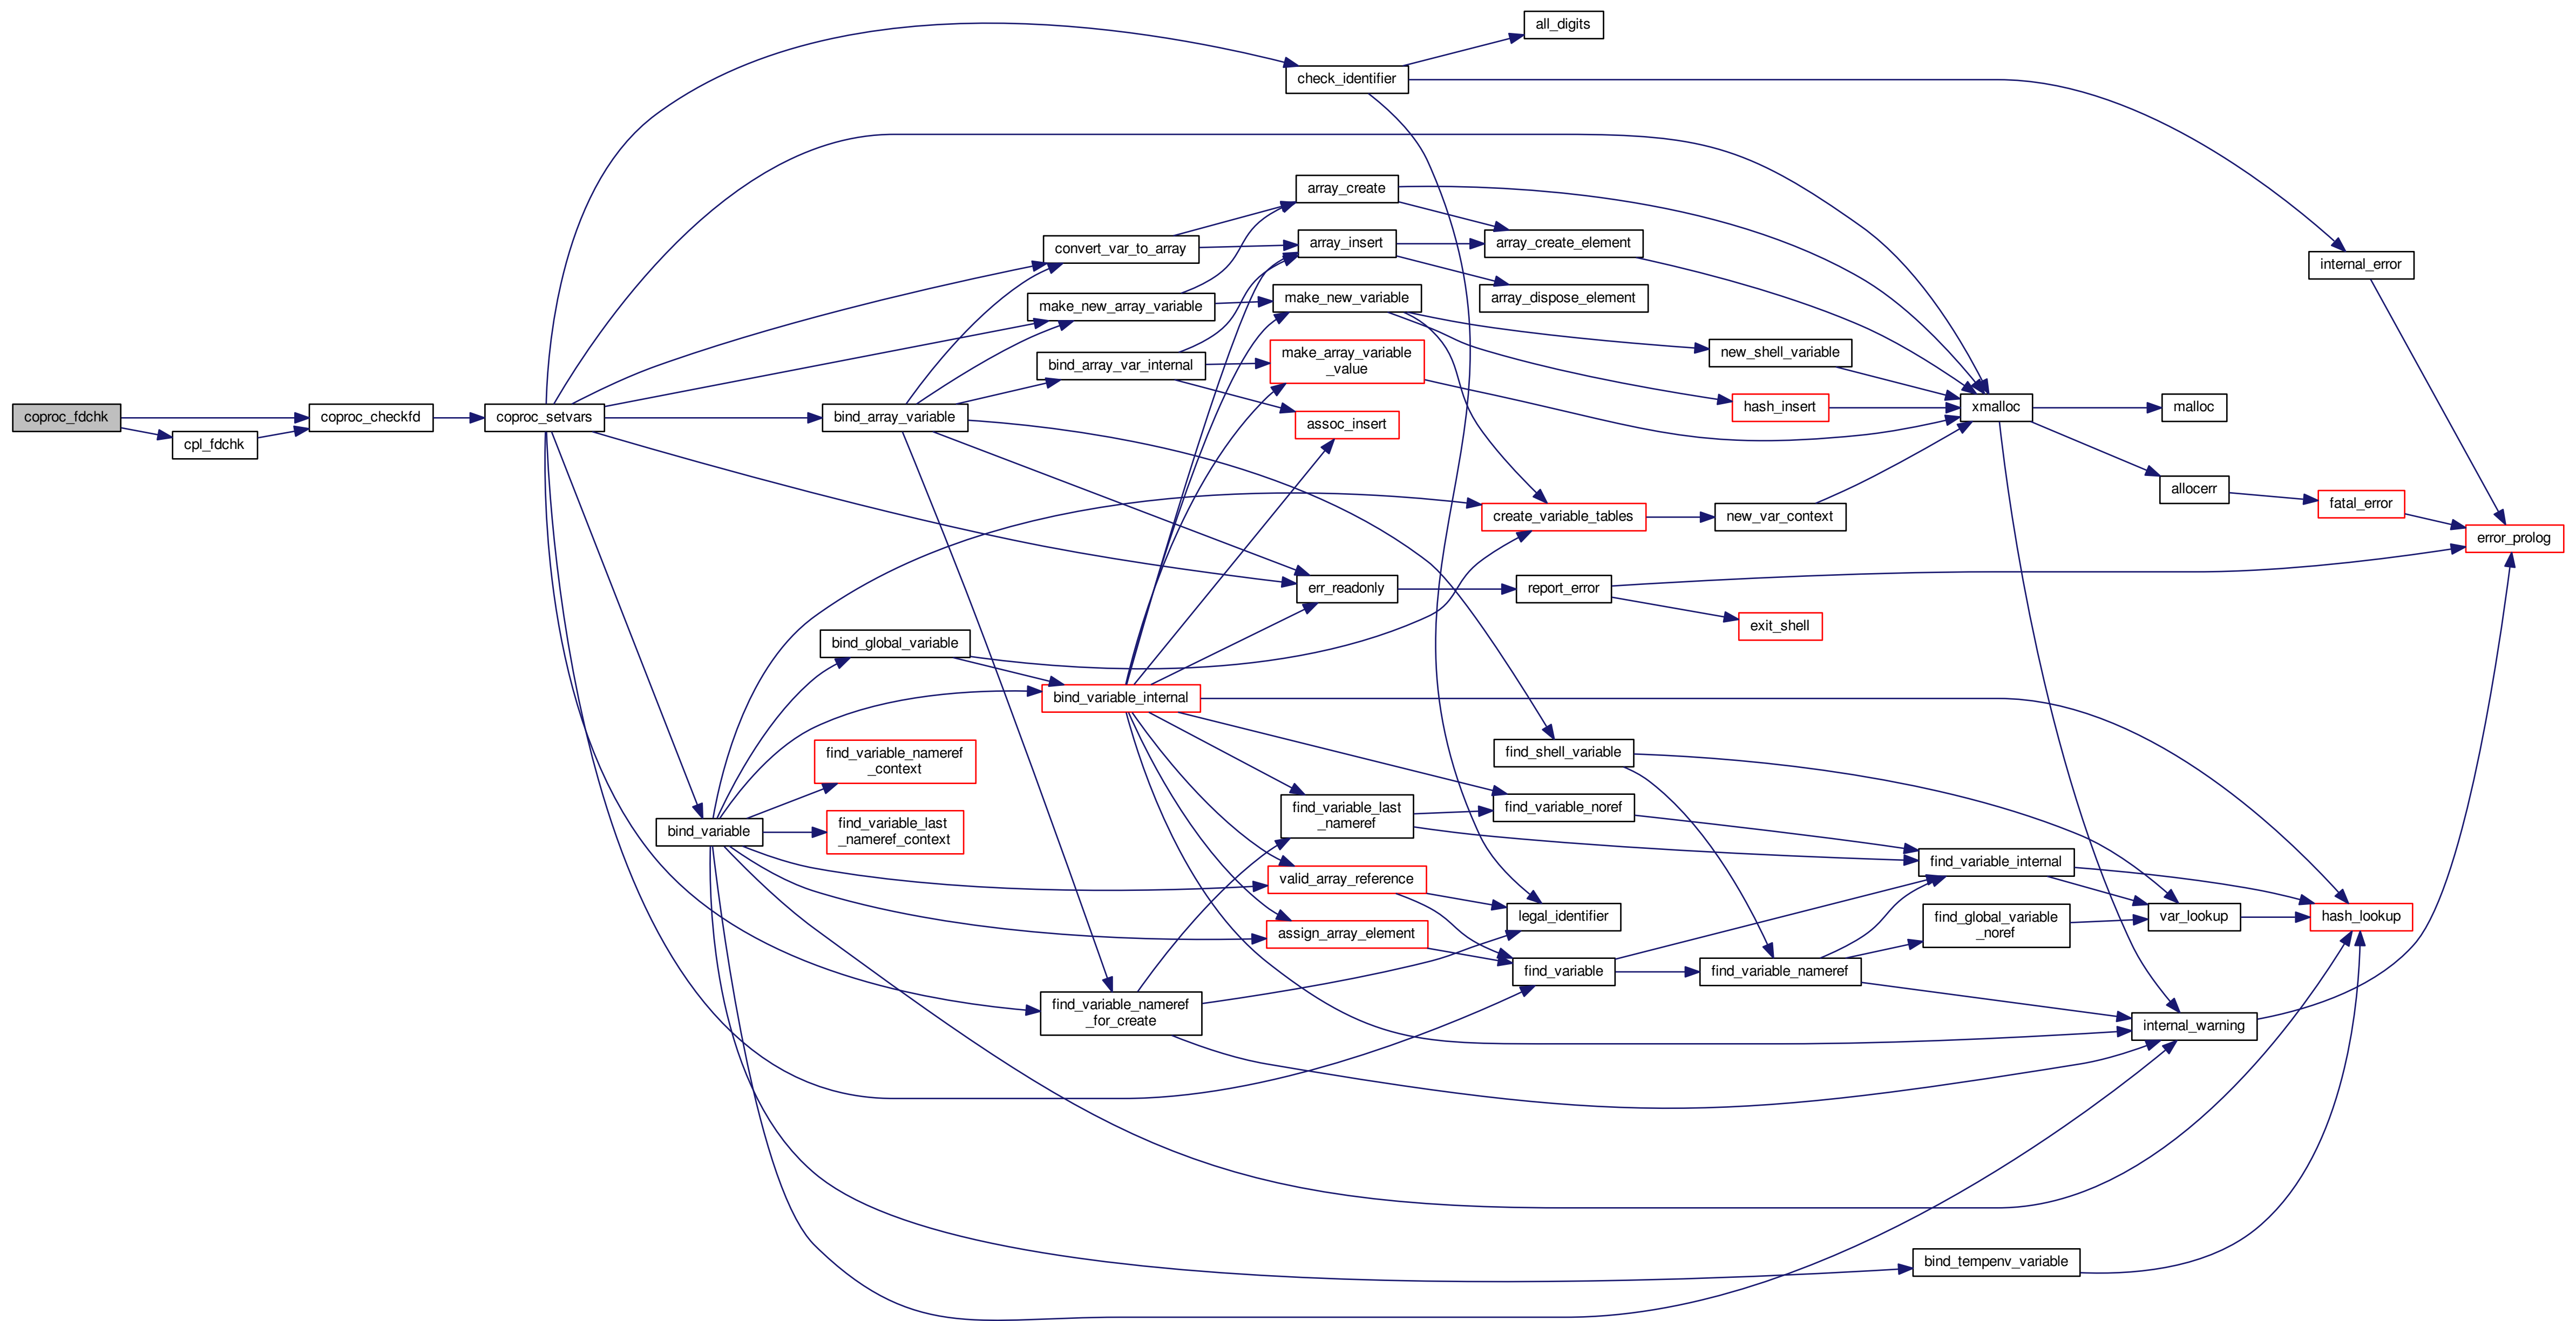 all_digits
check_identifier
array_create
convert_var_to_array
array_insert
array_create_element
internal_error
make_new_array_variable
make_new_variable
array_dispose_element
bind_array_var_internal
make_array_variable
_value
new_shell_variable
coproc_fdchk
coproc_checkfd
coproc_setvars
bind_array_variable
hash_insert
xmalloc
malloc
cpl_fdchk
assoc_insert
allocerr
fatal_error
create_variable_tables
new_var_context
error_prolog
err_readonly
report_error
exit_shell
bind_global_variable
bind_variable_internal
find_variable_nameref
_context
find_shell_variable
find_variable_last
_nameref
find_variable_noref
bind_variable
find_variable_last
_nameref_context
find_variable_internal
valid_array_reference
legal_identifier
find_global_variable
_noref
var_lookup
hash_lookup
assign_array_element
find_variable
find_variable_nameref
find_variable_nameref
_for_create
internal_warning
bind_tempenv_variable